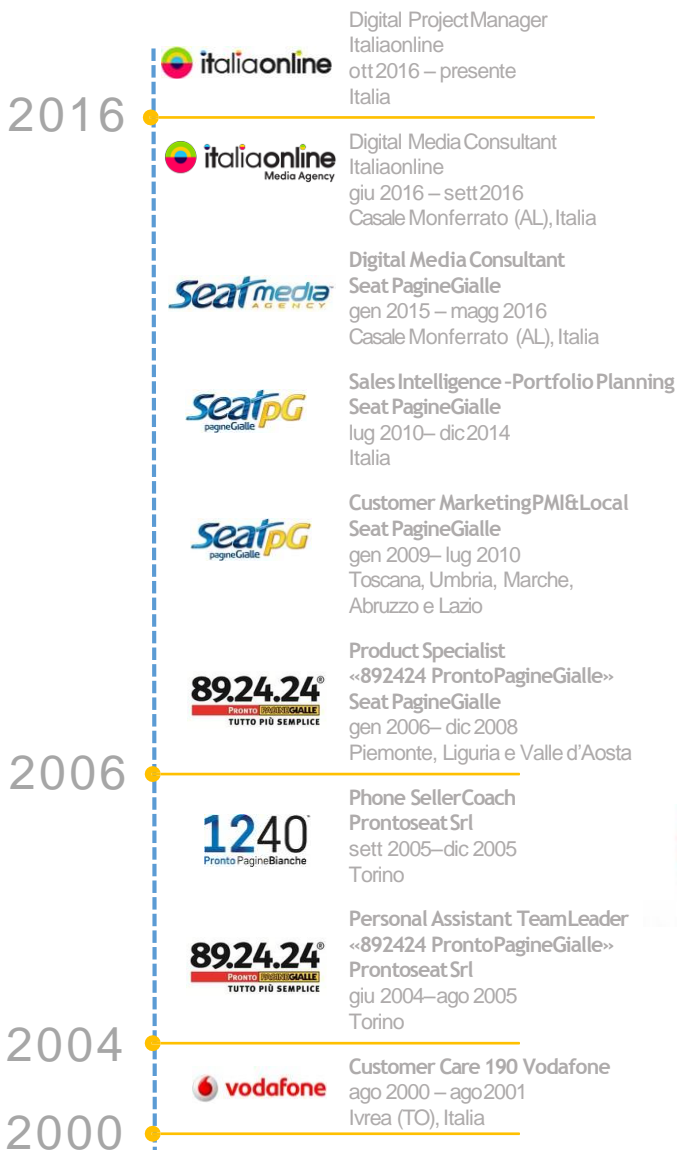 Digital Project Manager
italiaonline
Italiaonline
ott 2016 – presente
Italia
2016
Digital Media Consultant
italiaonline
Media Agency
Italiaonline
giu 2016 – sett 2016
Casale Monferrato (AL), Italia
Digital Media Consultant
Seat media
AGENCY
Seat PagineGialle
gen 2015 – magg 2016
Casale Monferrato (AL), Italia
Sales Intelligence - Portfolio Planning
Seat PG
pagineGialle
Seat PagineGialle
lug 2010– dic 2014
Italia
Customer Marketing PMI&Local
Seat PG
pagineGialle
Seat PagineGialle
gen 2009– lug 2010
Toscana, Umbria, Marche,
Abruzzo e Lazio
Product Specialist
«892424 ProntoPagineGialle»
89.24.24®
PRONTO PAGINEGIALLE
TUTTO PIÙ SEMPLICE
Seat PagineGialle
gen 2006– dic 2008
Piemonte, Liguria e Valle d'Aosta
2006
Phone Seller Coach
1240
Pronto PagineBianche
Prontoseat Srl
sett 2005–dic 2005
Torino
Personal Assistant Team Leader
«892424 ProntoPagineGialle»
89.24.24®
PRONTO PAGINEGIALLE
TUTTO PIÙ SEMPLICE
Prontoseat Srl
giu 2004–ago 2005
Torino
2004
Customer Care 190 Vodafone
vodafone
ago 2000 – ago 2001
Ivrea (TO), Italia
2000